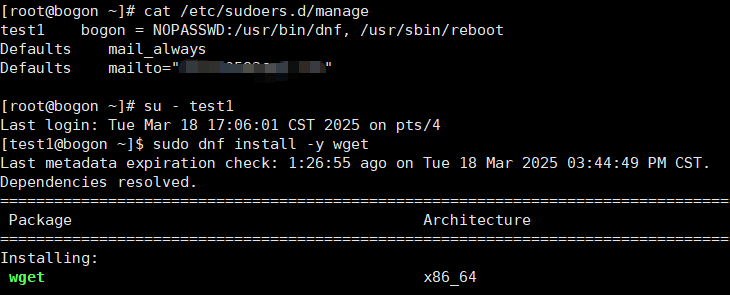 [root@bogon ~]# cat /etc/sudoers.d/manage
test1    bogon = NOPASSWD:/usr/bin/dnf, /usr/sbin/reboot
Defaults    mail_always
Defaults    mailto="
"
[root@bogon ~]# su - test1
Last login: Tue Mar 18 17:06:01 CST 2025 on pts/4
[test1@bogon ~]$ sudo dnf install -y wget
Last metadata expiration check: 1:26:55 ago on Tue 18 Mar 2025 03:44:49 PM CST.
Dependencies resolved.
================================================================================
Package    Architecture
================================================================================
Installing:
wget    x86_64